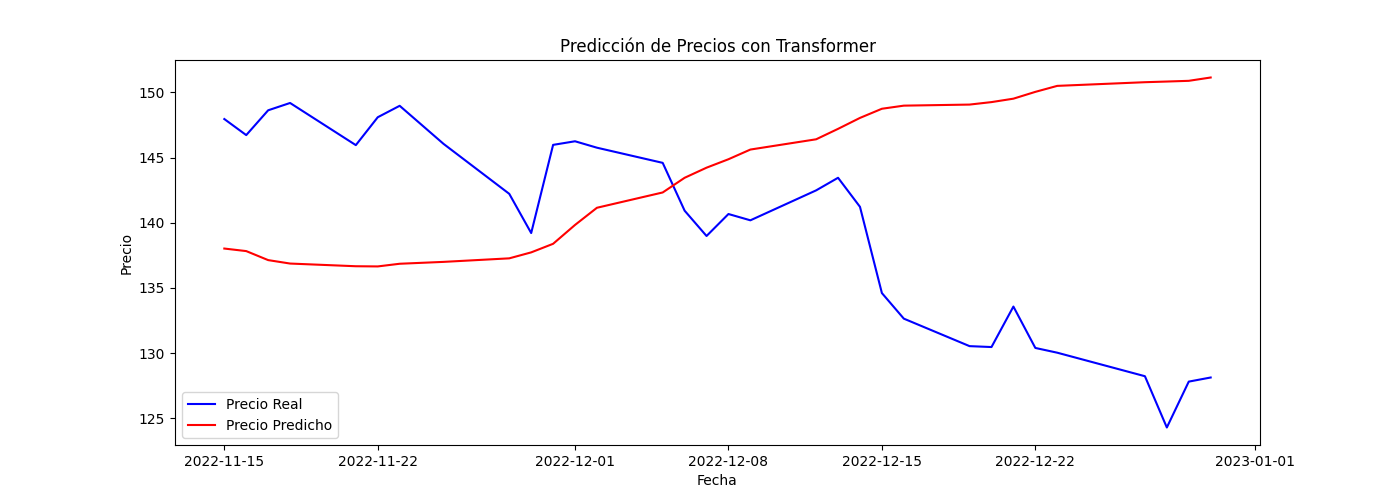 Predicción de Precios con Transformer
Precio
150
145
140
135
130
125
Precio Real
Precio Predicho
2022-11-15
2022-11-22
2022-12-01
2022-12-08
2022-12-15
2022-12-22
2023-01-01
Fecha